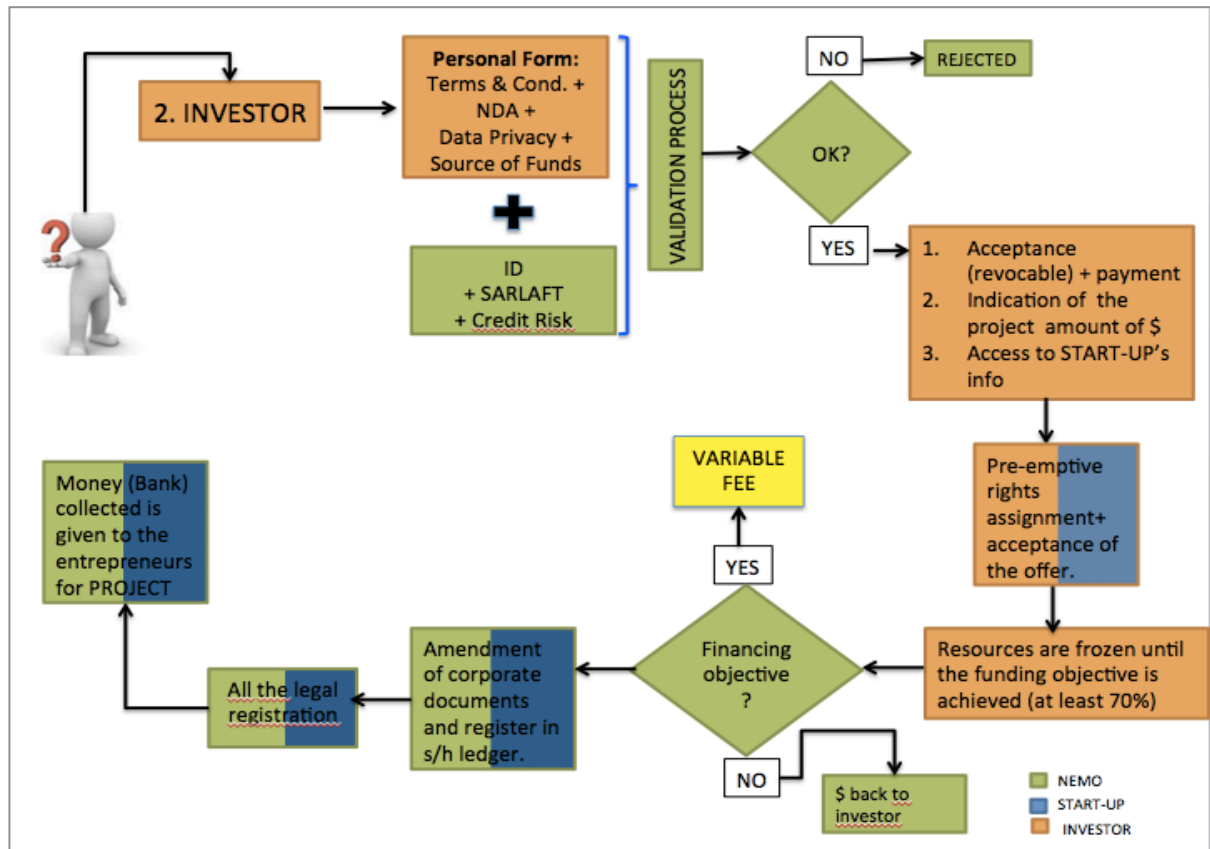 2. INVESTOR
Personal Form:
Terms & Cond. +
NDA +
Data Privacy +
Source of Funds
ID
+ SARLAFT
+ Credit Risk
VALIDATION PROCESS
OK?
NO
REJECTED
YES
1. Acceptance
(revocable) + payment
2. Indication of the
project amount of $
3. Access to START-UP's
info
Pre-emptive
rights
assignment+
acceptance of
the offer.
Resources are frozen until
the funding objective is
achieved (at least 70%)
Financing
objective
?
YES
VARIABLE
FEE
NO
$ back to
investor
Amendment
of corporate
documents
and register in
s/h ledger.
All the legal
registration
Money (Bank)
collected is
given to the
entrepreneurs
for PROJECT
NEMO
START-UP
INVESTOR
?